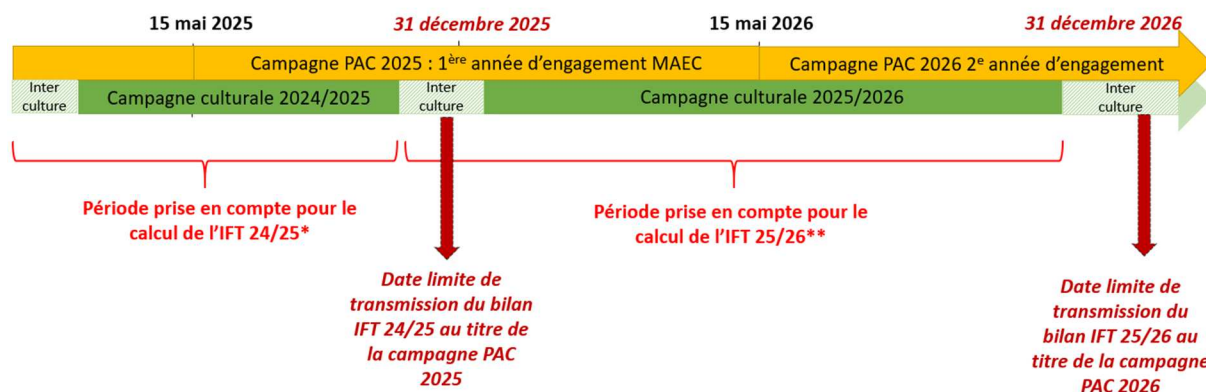 15 mai 2025
31 décembre 2025
15 mai 2026
31 décembre 2026
Campagne PAC 2025 : 1ère année d'engagement MAEC
Campagne PAC 2026 2e année d'engagement
Inter
culture
Campagne culturale 2024/2025
Inter
culture
Campagne culturale 2025/2026
Inter
culture
Période prise en compte pour le
calcul de l'IFT 24/25*
Période prise en compte pour le
calcul de l'IFT 25/26**
Date limite de
transmission du bilan
IFT 24/25 au titre de
la campagne PAC
2025
Date limite de
transmission du
bilan IFT 25/26 au
titre de la campagne
PAC 2026